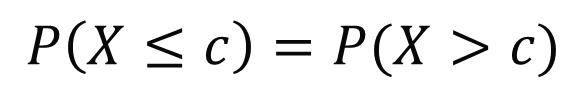 P(X ≤ c) = P(X > c)